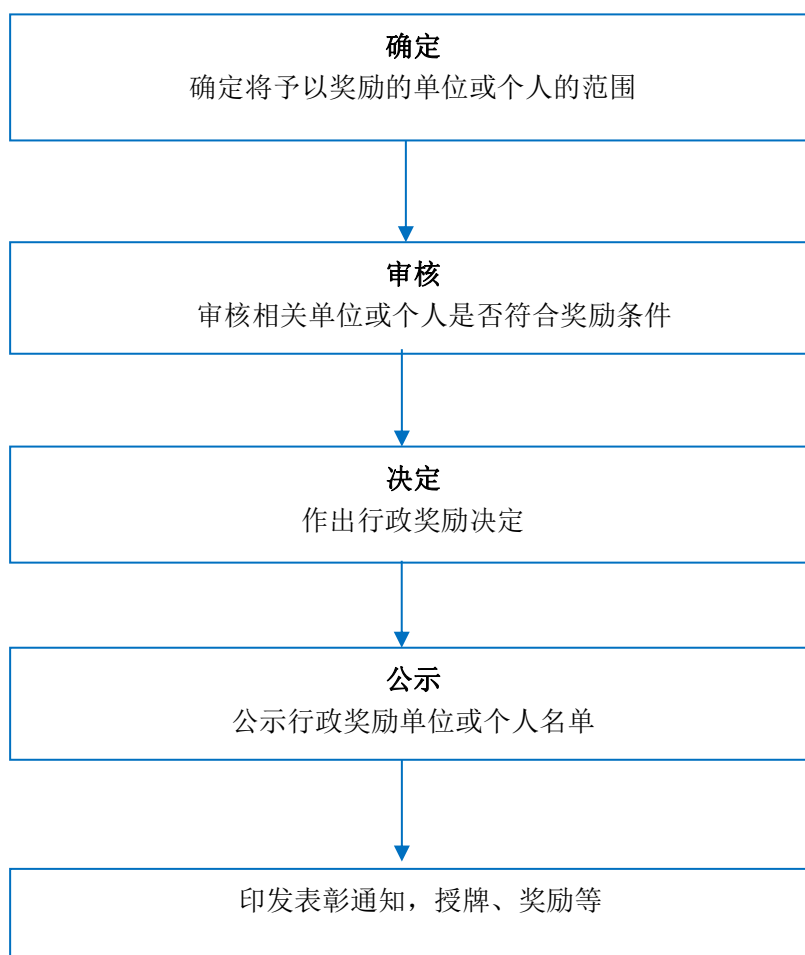 确定
确定将予以奖励的单位或个人的范围
审核
审核相关单位或个人是否符合奖励条件
决定
作出行政奖励决定
公示
公示行政奖励单位或个人名单
印发表彰通知，授牌、奖励等